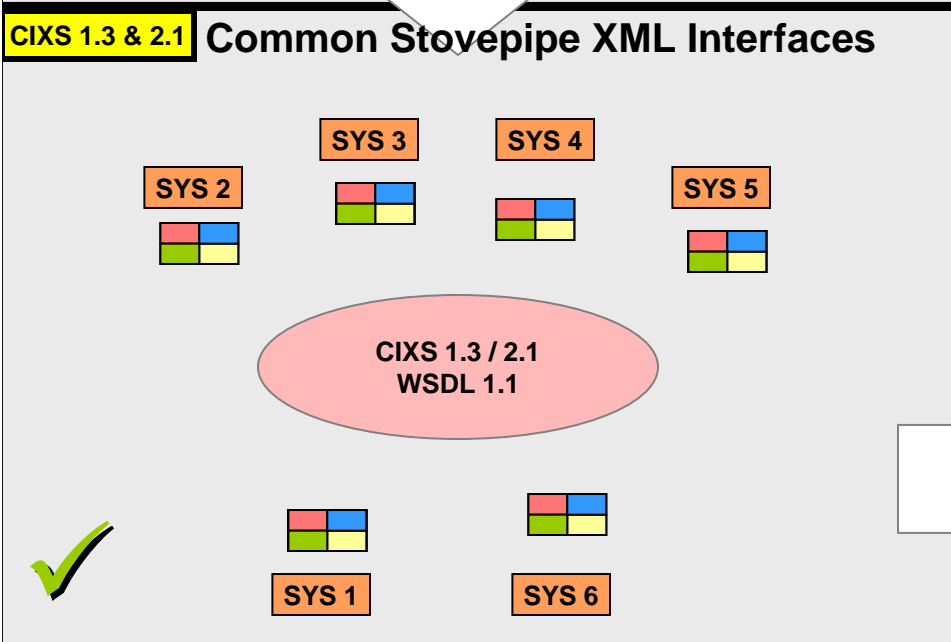 CIXS 1.3 & 2.1
Common Stovepipe XML Interfaces
SYS 3
SYS 4
SYS 2
SYS 5
CIXS 1.3 / 2.1
WSDL 1.1
SYS 1
SYS 6